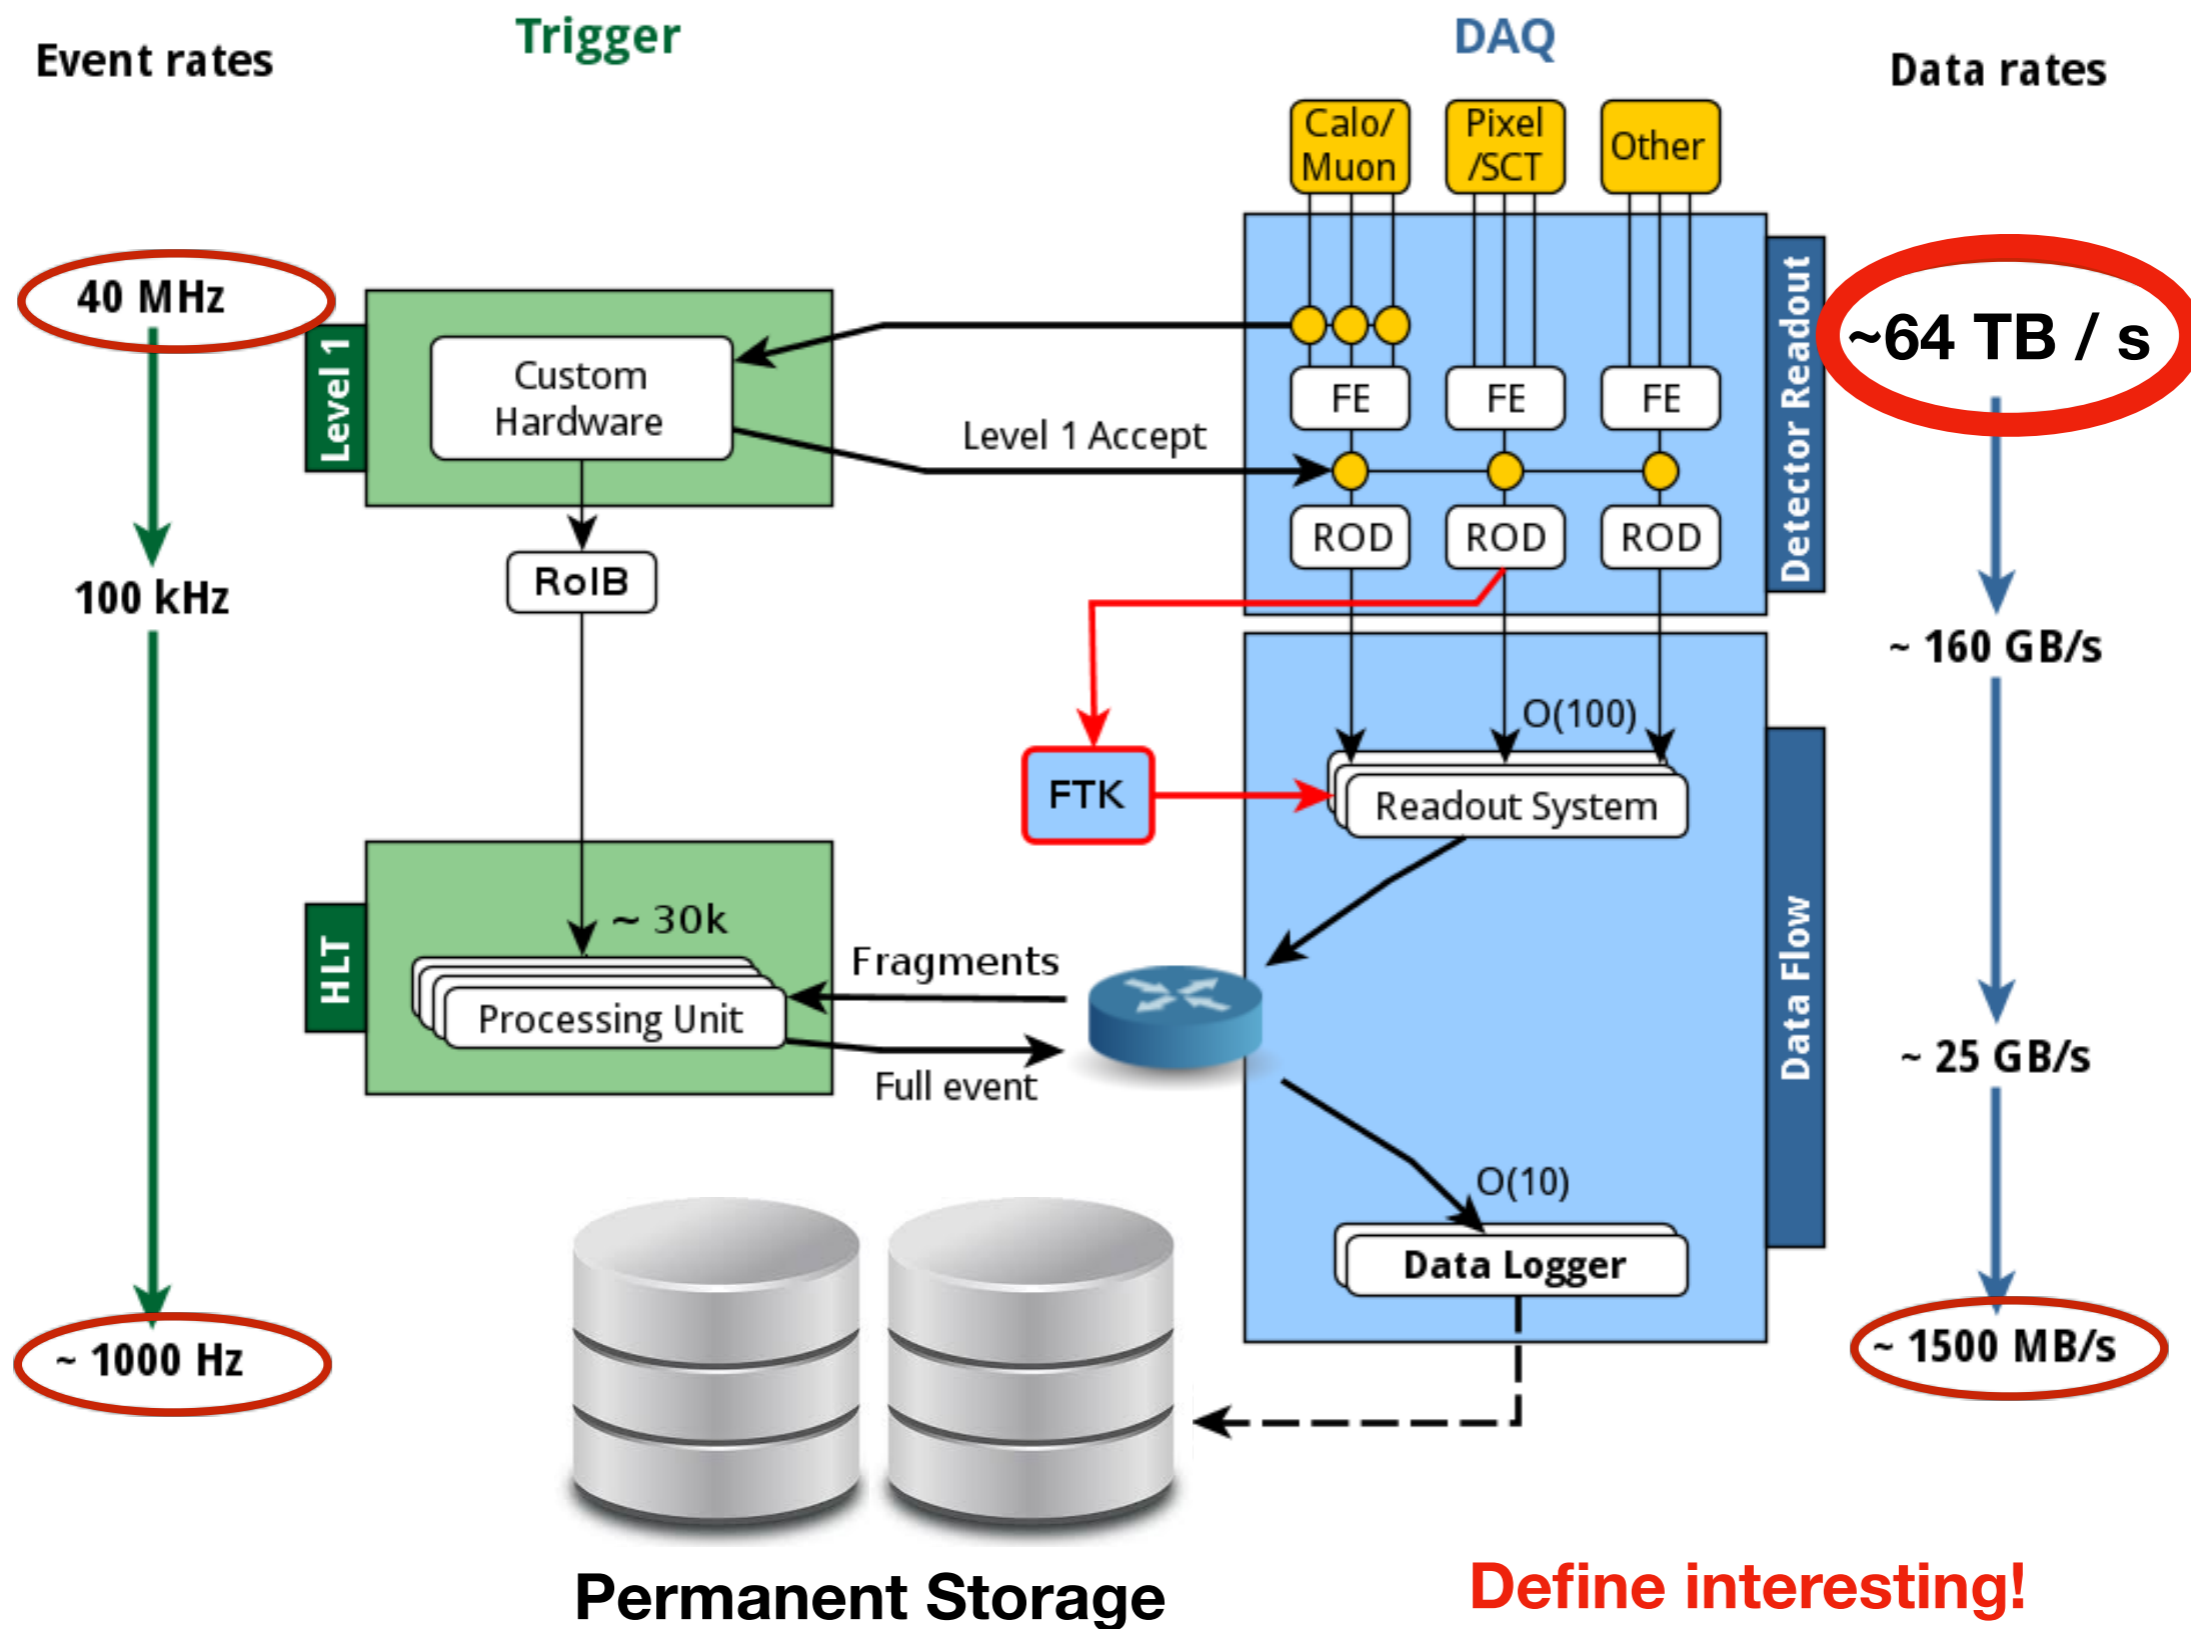 Trigger
DAQ
Event rates
Data rates
Calo/
Muon
Pixel
/SCT
Other
40 MHz
Level 1
Custom
Hardware
FE
FE
FE
Detector Readout
~64 TB / s
Level 1 Accept
ROD
ROD
ROD
RoIB
100 kHz
~ 160 GB/s
O(100)
FTK
Readout System
HLT
~ 30k
Processing Unit
Fragments
Full event
Data Flow
~ 25 GB/s
O(10)
Data Logger
~ 1000 Hz
~ 1500 MB/s
Permanent Storage
Define interesting!